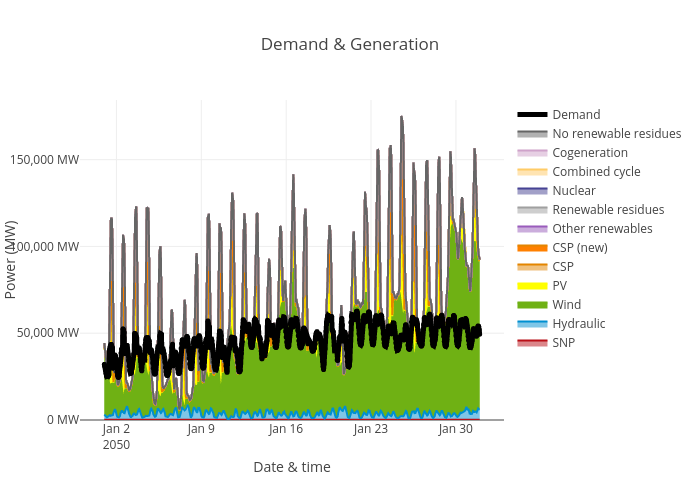 Demand & Generation
Power (MW)
150,000 MW
100,000 MW
50,000 MW
0 MW
Jan 2
2050
Jan 9
Jan 16
Jan 23
Jan 30
Date & time
Demand
No renewable residues
Cogeneration
Combined cycle
Nuclear
Renewable residues
Other renewables
CSP (new)
CSP
PV
Wind
Hydraulic
SNP